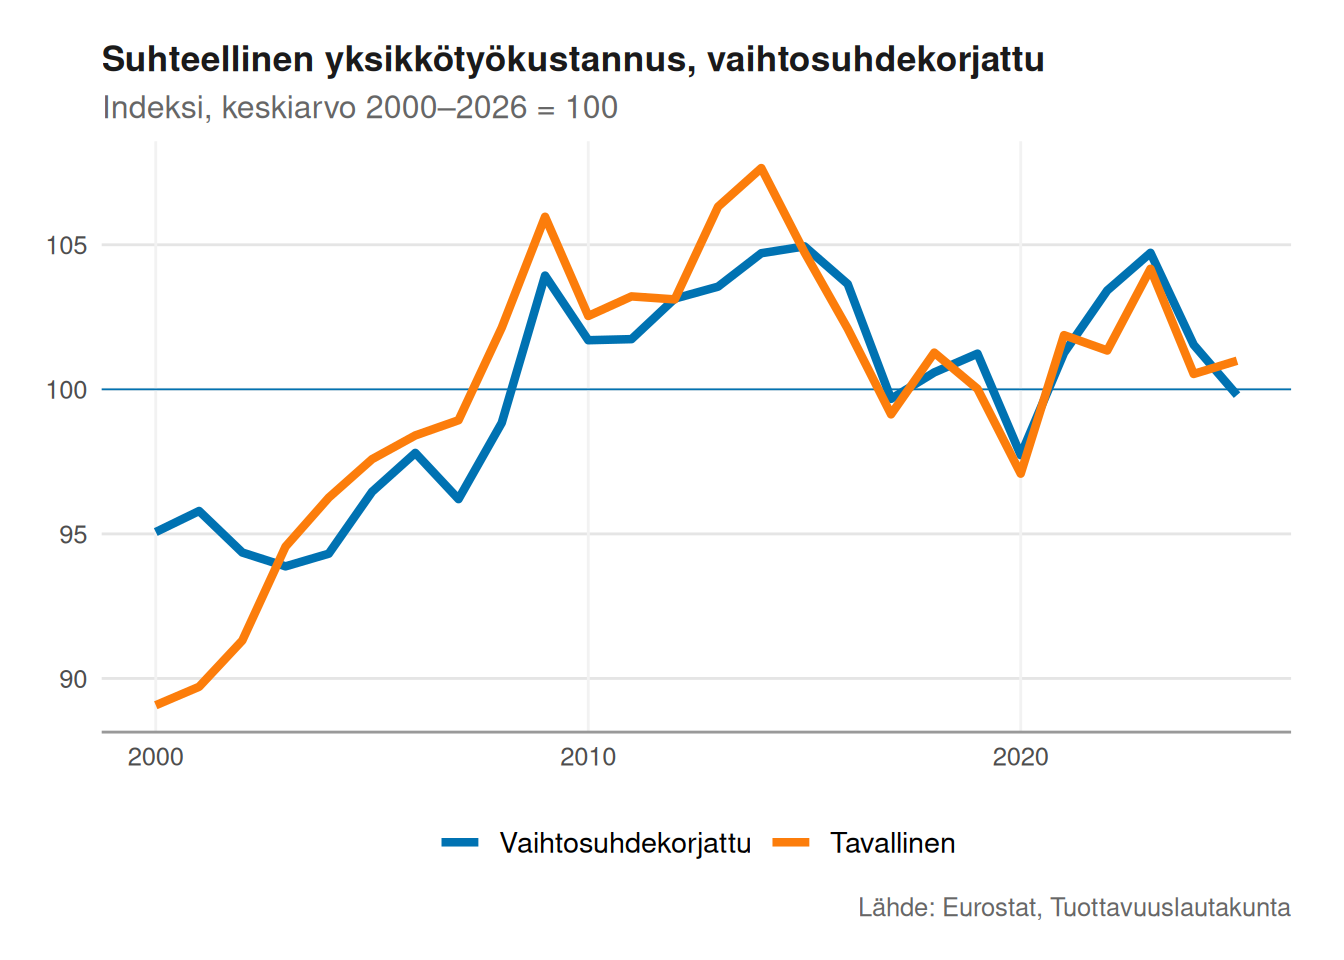 Suhteellinen yksikkötyökustannus, vaihtosuhdekorjattu
Indeksi, keskiarvo 2000–2026 = 100
105
100
95
90
2000 2010 2020
Vaihtosuhdekorjattu Tavallinen
Lähde: Eurostat, Tuottavuuslautakunta